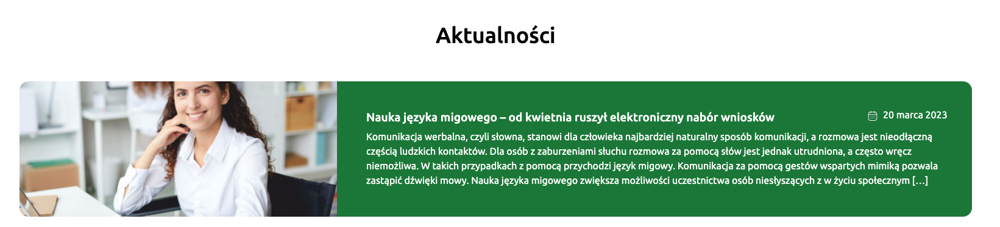 Aktualności
Nauka języka migowego – od kwietnia ruszył elektroniczny nabór wniosków
20 marca 2023
Komunikacja werbalna, czyli słowna, stanowi dla człowieka najbardziej naturalny sposób komunikacji, a rozmowa jest nieodłączną
częścią ludzkich kontaktów. Dla osób z zaburzeniami słuchu rozmowa za pomocą słów jest jednak utrudniona, a często wręcz
niemożliwa. W takich przypadkach z pomocą przychodzi język migowy. Komunikacja za pomocą gestów wspartych mimiką pozwala
zastąpić dźwięki mowy. Nauka języka migowego zwiększa możliwości uczestnictwa osób niesłyszących z w życiu społecznym […]